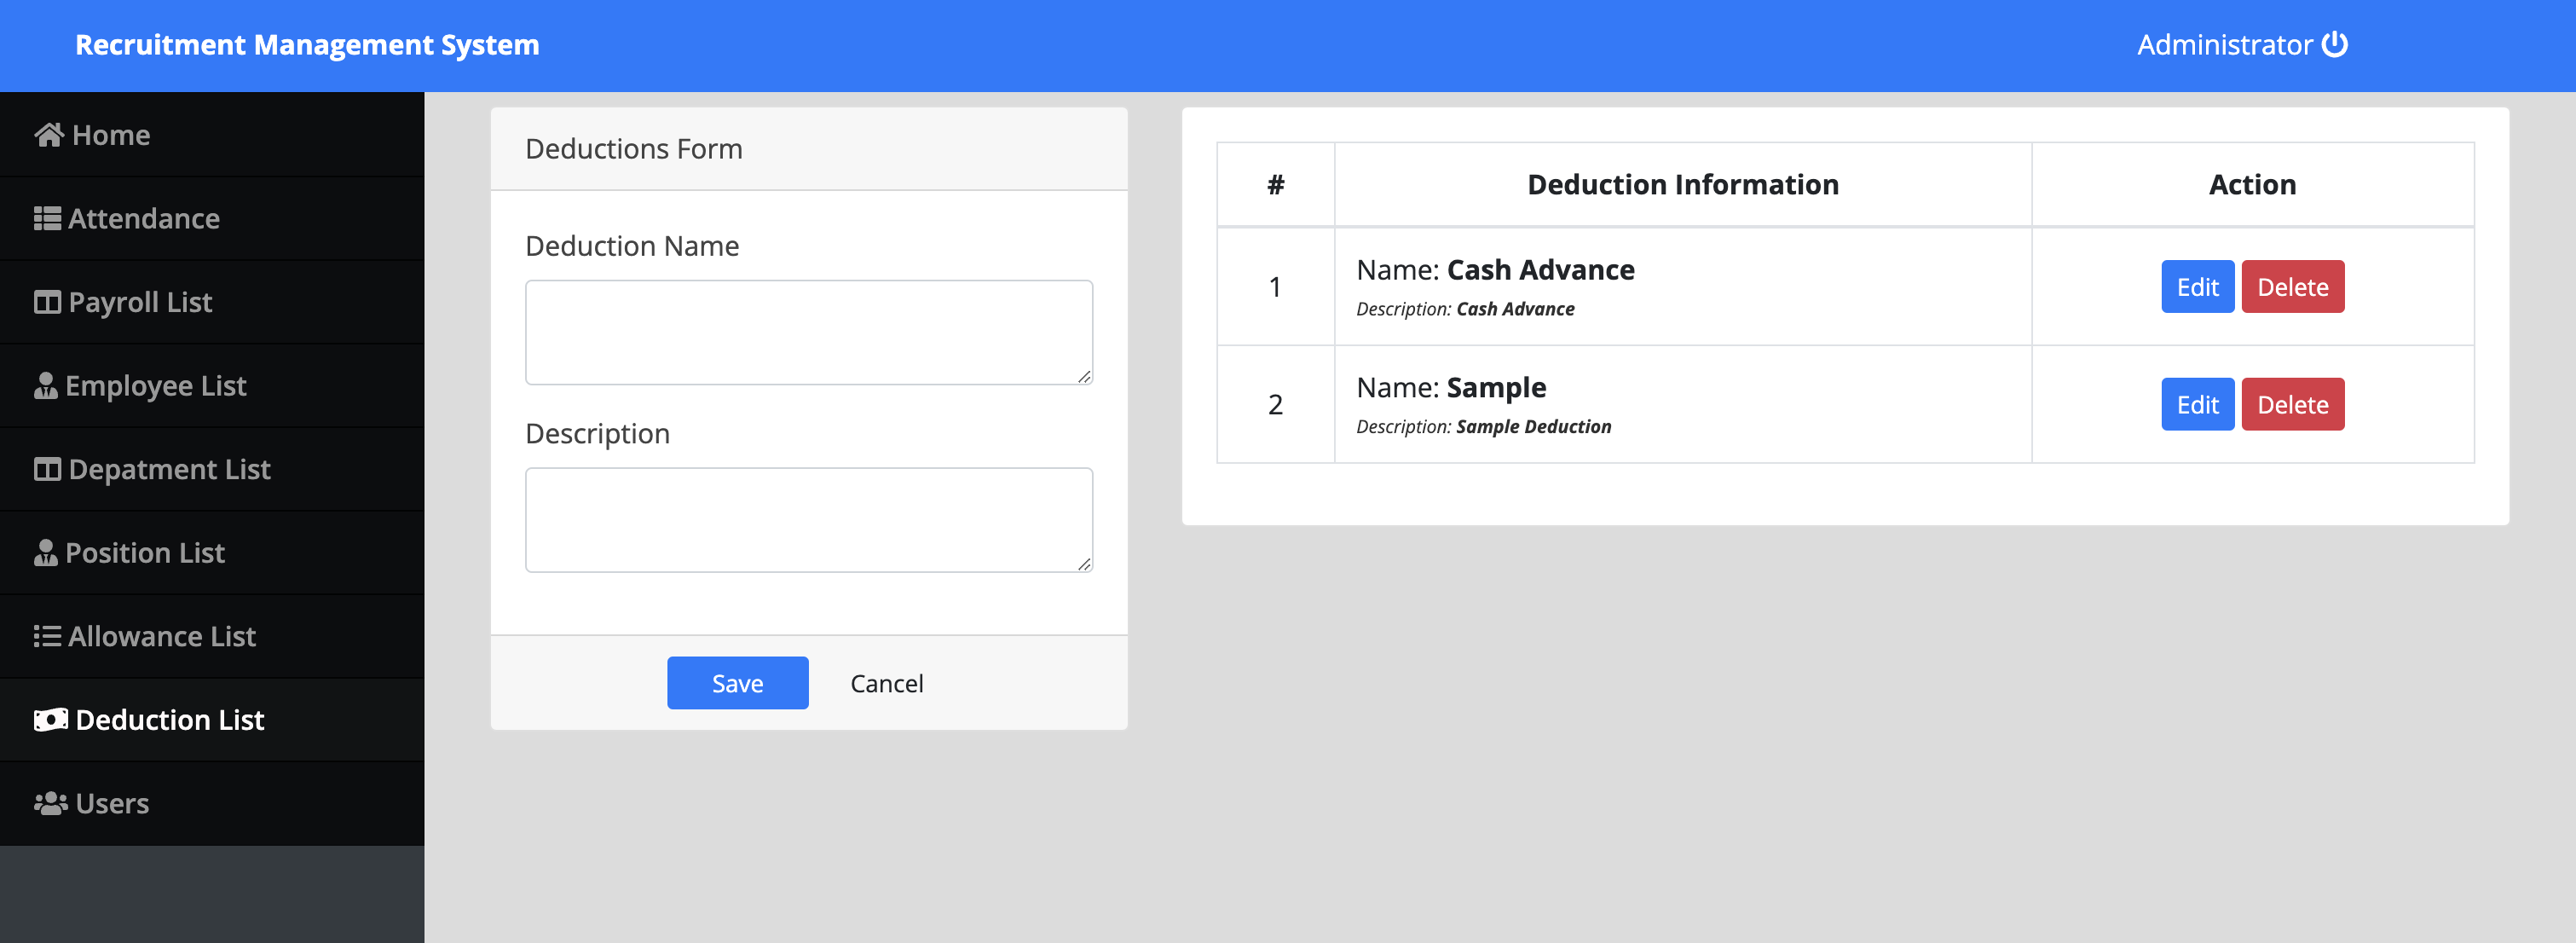 Recruitment Management System
Administrator
Home
Attendance
Payroll List
Employee List
Depatment List
Position List
Allowance List
Deduction List
Users
Deductions Form
Deduction Name
Description
Save Cancel
# Deduction Information Action
1 Name: Cash Advance
Description: Cash Advance
Edit Delete
2 Name: Sample
Description: Sample Deduction
Edit Delete